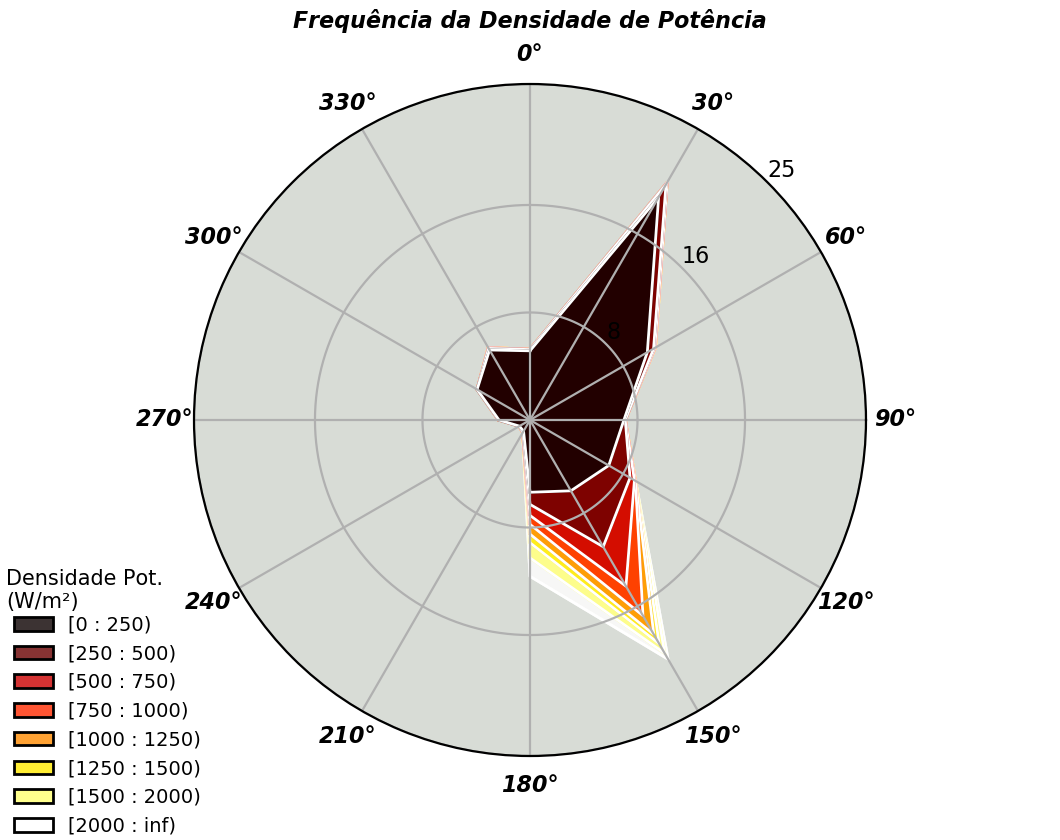 Frequência da Densidade de Potência
0°
330°
30°
25
300°
60°
16
8
270°
90°
Densidade Pot.
(W/m²)
240°
120°
[0 : 250)
[250 : 500)
[500 : 750)
[750 : 1000)
210°
150°
[1000 : 1250)
[1250 : 1500)
180°
[1500 : 2000)
[2000 : inf)